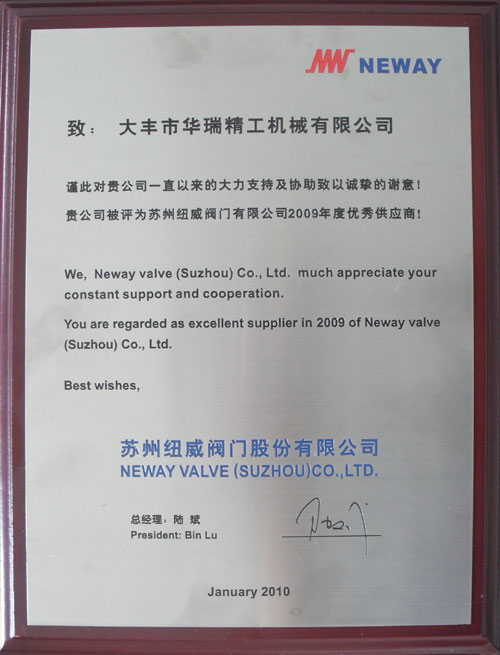 NEWAY
致：大丰市华瑞精工机械有限公司
谨此对贵公司一直以来的大力支持及协助致以诚挚的谢意！
贵公司被评为苏州纽威阀门有限公司2009年度优秀供应商！
We, Neway valve (Suzhou) Co., Ltd. much appreciate your
constant support and cooperation.
You are regarded as excellent supplier in 2009 of Neway valve
(Suzhou) Co., Ltd.
Best wishes,
苏州纽威阀门股份有限公司
NEWAY VALVE (SUZHOU)CO.,LTD.
总经理：陆 斌
President: Bin Lu
January 2010